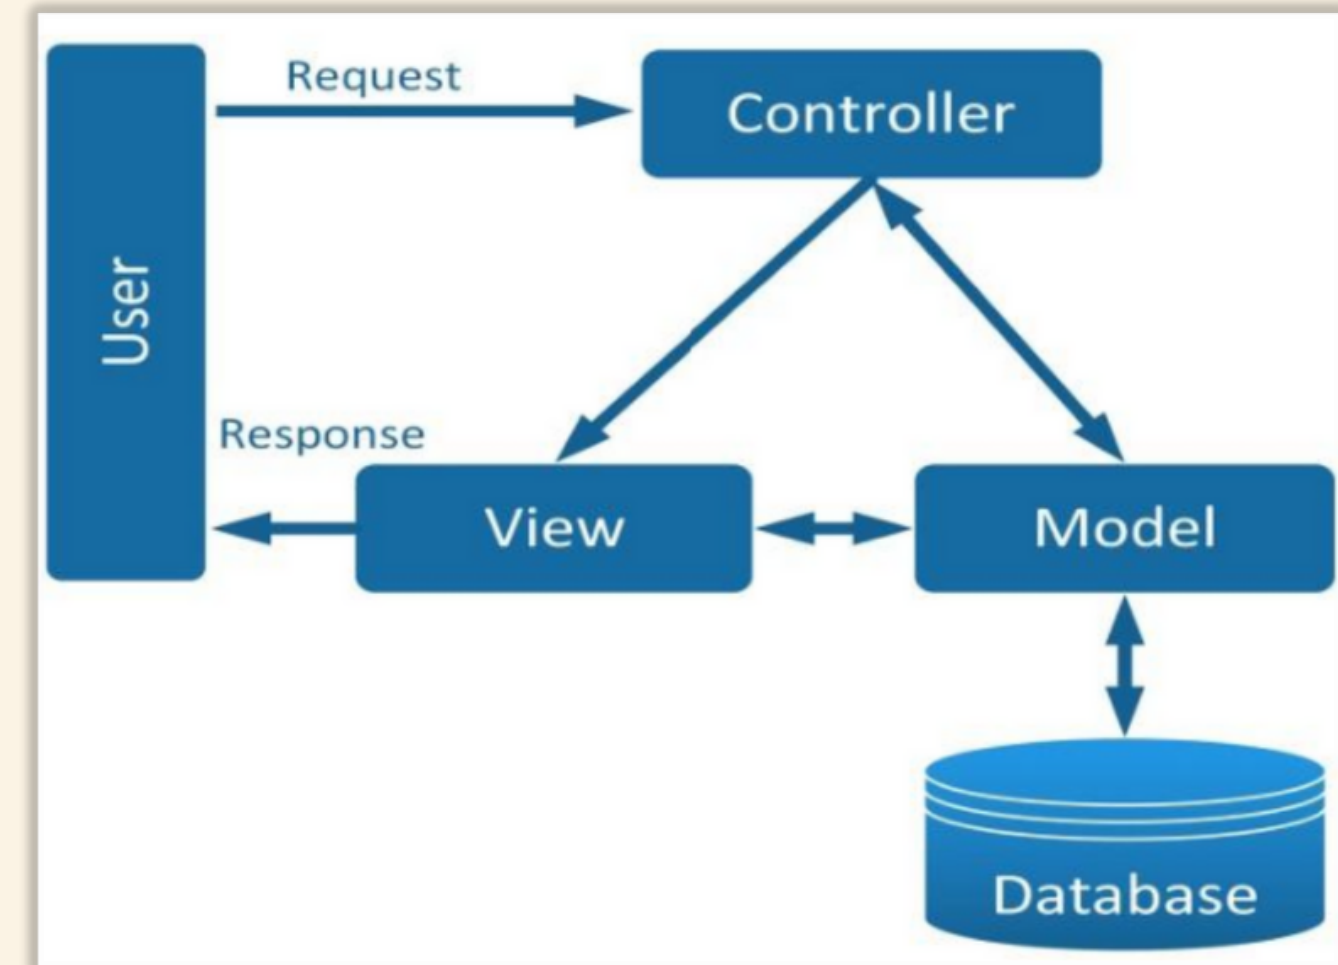 Request
Controller
User
Response
View
Model
Database